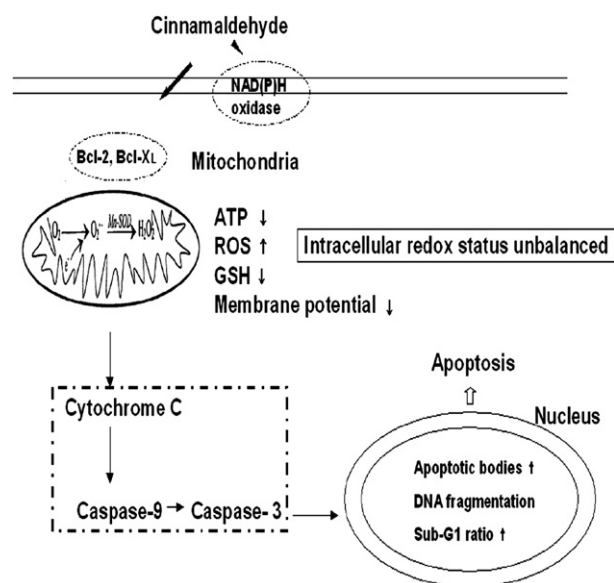 Cinnamaldehyde
NAD(P)H
oxidase
Bcl-2, Bcl-XL
Mitochondria
O₂ O₂·⁻ Mn-SOD H₂O₂
e⁻
ATP ↓
ROS ↑
GSH ↓
Membrane potential ↓
Intracellular redox status unbalanced
Cytochrome C
Caspase-9 → Caspase- 3
Apoptosis
Nucleus
Apoptotic bodies ↑
DNA fragmentation
Sub-G1 ratio ↑